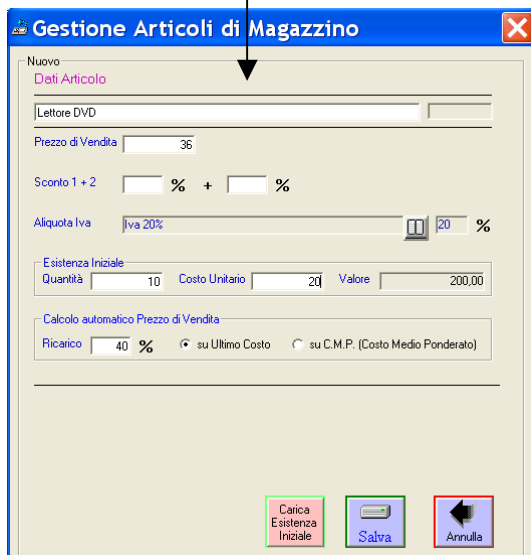 Gestione Articoli di Magazzino
Nuovo
Dati Articolo
Lettore DVD
Prezzo di Vendita 36
Sconto 1 + 2 % + %
Aliquota Iva Iva 20% 20 %
Esistenza Iniziale
Quantità 10 Costo Unitario 20 Valore 200,00
Calcolo automatico Prezzo di Vendita
Ricarico 40 % su Ultimo Costo su C.M.P. (Costo Medio Ponderato)
Carica
Esistenza
Iniziale
Salva
Annulla